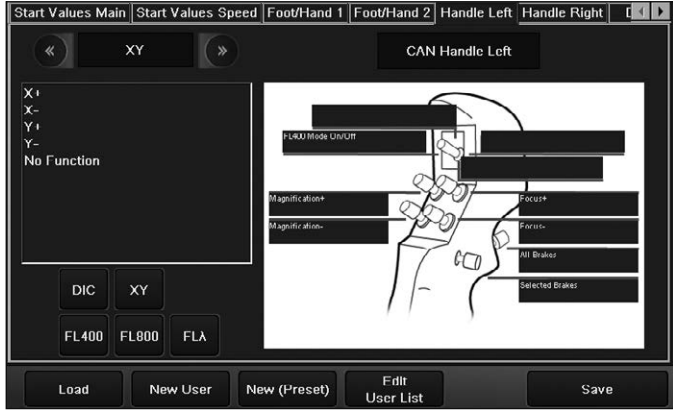 Start Values Main Start Values Speed Foot/Hand 1 Foot/Hand 2 Handle Left Handle Right
« XY »
CAN Handle Left
X+
X-
Y+
Y-
No Function
FL400 Mode On/Off
Magnification+
Focus+
Magnification-
Focus-
All Brakes
Selected Brakes
DIC XY
FL400 FL800 FLλ
Load New User New (Preset) Edit User List Save